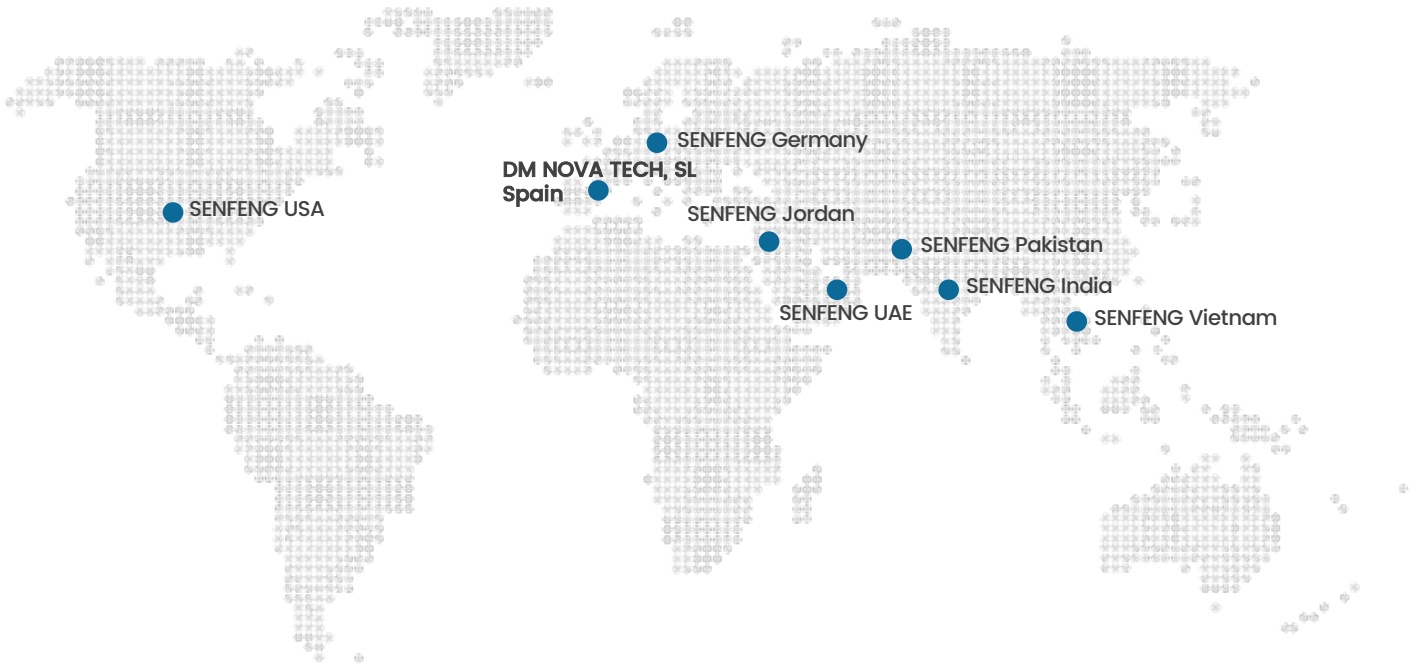 SENFENG Germany
DM NOVA TECH, SL
Spain
SENFENG USA
SENFENG Jordan
SENFENG Pakistan
SENFENG India
SENFENG UAE
SENFENG Vietnam